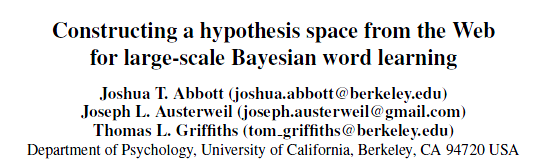 Constructing a hypothesis space from the Web
for large-scale Bayesian word learning
Joshua T. Abbott (joshua.abbott@berkeley.edu)
Joseph L. Austerweil (joseph.austerweil@gmail.com)
Thomas L. Griffiths (tom_griffiths@berkeley.edu)
Department of Psychology, University of California, Berkeley, CA 94720 USA